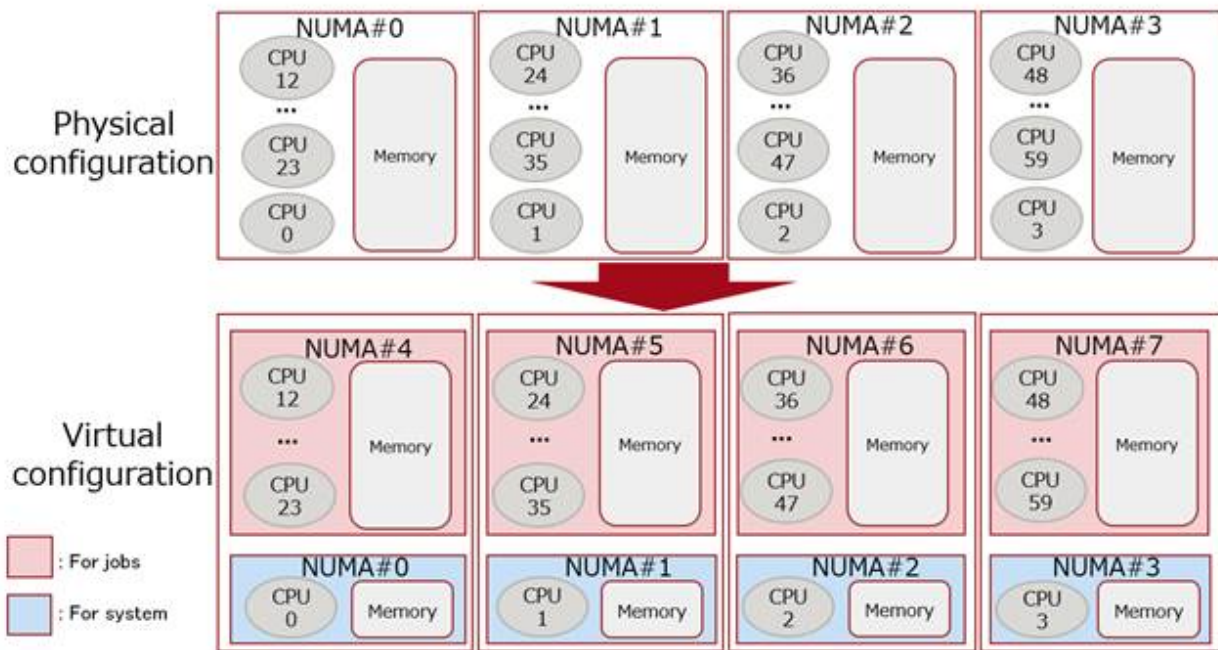 NUMA#0
CPU
12
...
CPU
23
CPU
0
Memory
NUMA#1
CPU
24
...
CPU
35
CPU
1
Memory
NUMA#2
CPU
36
...
CPU
47
CPU
2
Memory
NUMA#3
CPU
48
...
CPU
59
CPU
3
Memory
Physical
configuration
NUMA#4
CPU
12
...
CPU
23
Memory
NUMA#5
CPU
24
...
CPU
35
Memory
NUMA#6
CPU
36
...
CPU
47
Memory
NUMA#7
CPU
48
...
CPU
59
Memory
Virtual
configuration
NUMA#0
CPU
0
Memory
NUMA#1
CPU
1
Memory
NUMA#2
CPU
2
Memory
NUMA#3
CPU
3
Memory
: For jobs
: For system